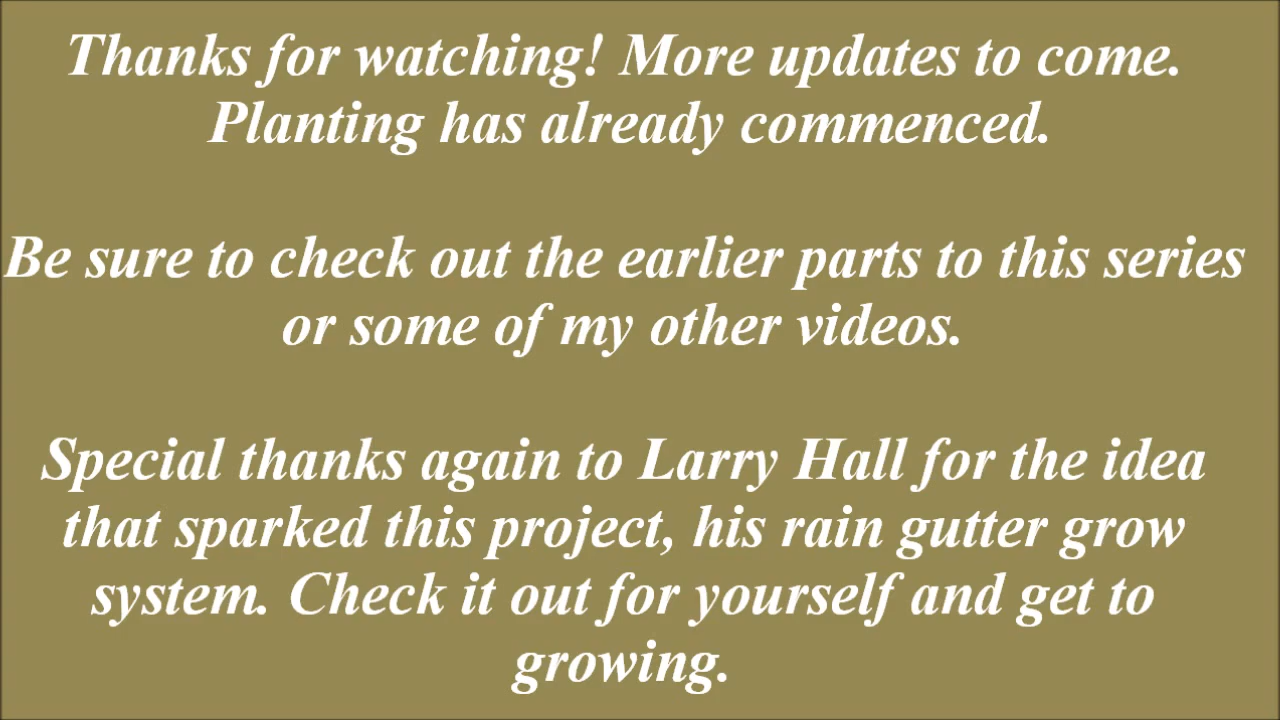 Thanks for watching! More updates to come.
Planting has already commenced.
Be sure to check out the earlier parts to this series
or some of my other videos.
Special thanks again to Larry Hall for the idea
that sparked this project, his rain gutter grow
system. Check it out for yourself and get to
growing.